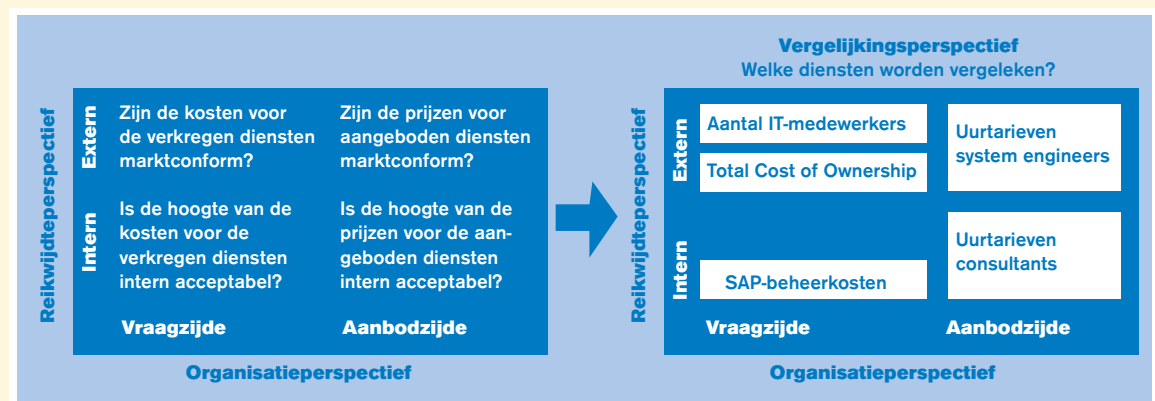 Reikwijdteperspectief
Extern
Zijn de kosten voor
de verkregen diensten
marktconform?
Zijn de prijzen voor
aangeboden diensten
marktconform?
Intern
Is de hoogte van de
kosten voor de
verkregen diensten
intern acceptabel?
Is de hoogte van de
prijzen voor de aan-
geboden diensten
intern acceptabel?
Vraagzijde
Aanbodzijde
Organisatieperspectief
Vergelijkingsperspectief
Welke diensten worden vergeleken?
Reikwijdteperspectief
Extern
Aantal IT-medewerkers
Total Cost of Ownership
Uurtarieven
system engineers
Intern
SAP-beheerkosten
Uurtarieven
consultants
Vraagzijde
Aanbodzijde
Organisatieperspectief